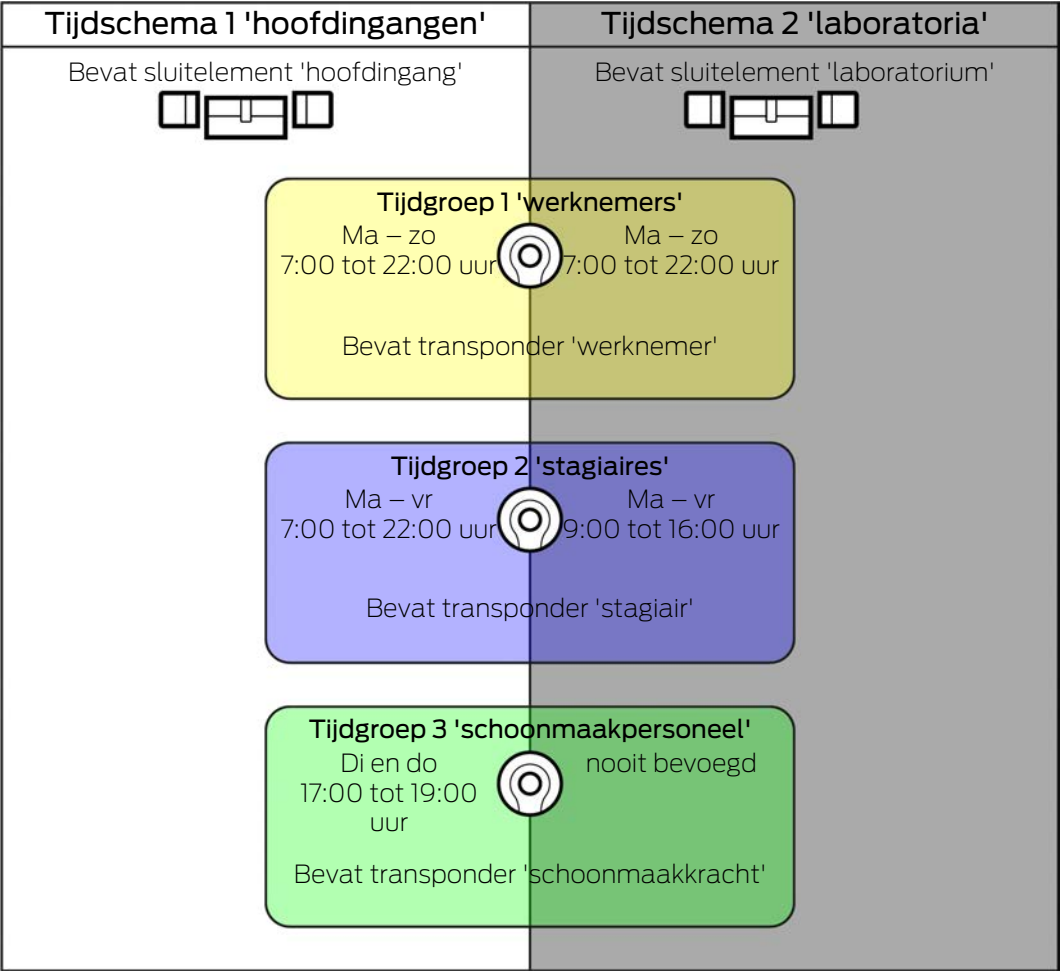 Tijdschema 1 'hoofdingangen'
Tijdschema 2 'laboratoria'
Bevat sluitelement 'hoofdingang'
Bevat sluitelement 'laboratorium'
Tijdgroep 1 'werknemers'
Ma – zo
7:00 tot 22:00 uur
Ma – zo
7:00 tot 22:00 uur
Bevat transponder 'werknemer'
Tijdgroep 2 'stagiaires'
Ma – vr
7:00 tot 22:00 uur
Ma – vr
9:00 tot 16:00 uur
Bevat transponder 'stagiair'
Tijdgroep 3 'schoonmaakpersoneel'
Di en do
17:00 tot 19:00
uur
nooit bevoegd
Bevat transponder 'schoonmaakkracht'